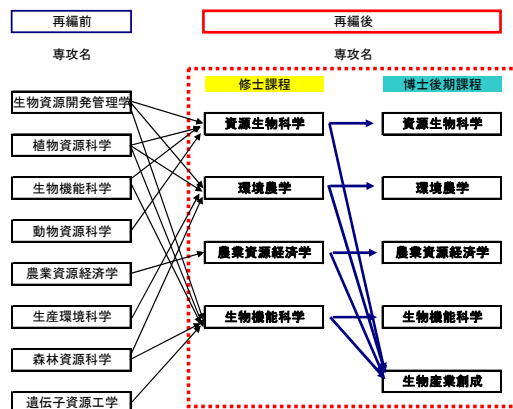 再編前
再編後
専攻名
専攻名
修士課程
博士後期課程
生物資源開発管理学
植物資源科学
生物機能科学
動物資源科学
農業資源経済学
生産環境科学
森林資源科学
遺伝子資源工学
資源生物科学
環境農学
農業資源経済学
生物機能科学
資源生物科学
環境農学
農業資源経済学
生物機能科学
生物産業創成